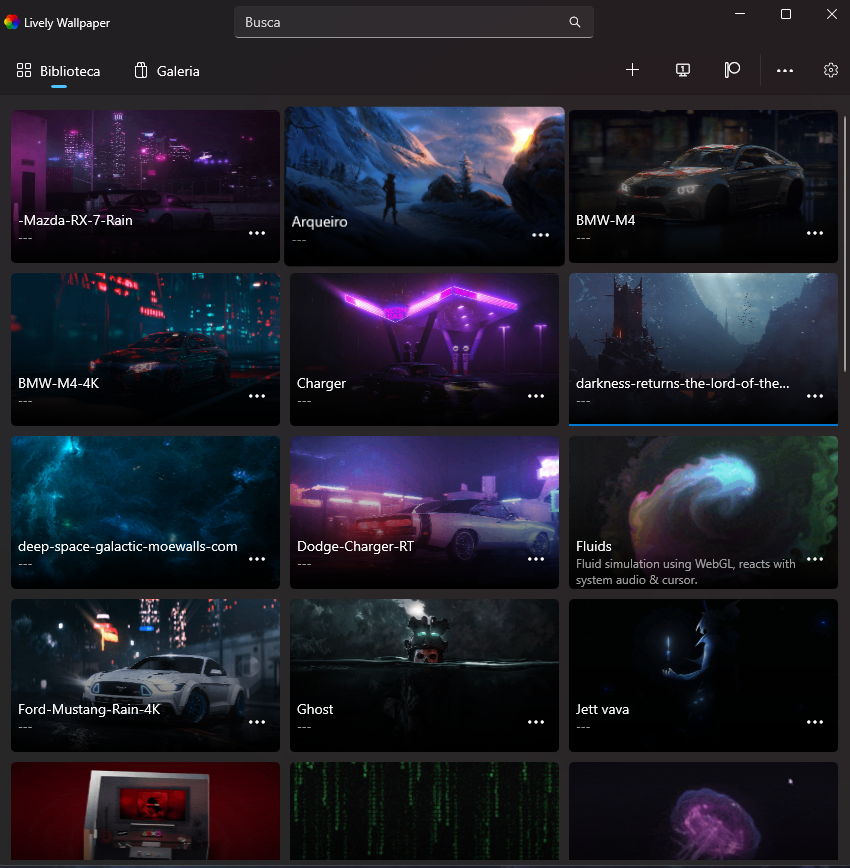 Lively Wallpaper
Busca
Biblioteca
Galeria
1
-Mazda-RX-7-Rain
---
Arqueiro
---
BMW-M4
---
BMW-M4-4K
---
Charger
---
darkness-returns-the-lord-of-the...
---
deep-space-galactic-moewalls-com
---
Dodge-Charger-RT
---
Fluids
Fluid simulation using WebGL, reacts with
system audio & cursor.
Ford-Mustang-Rain-4K
---
Ghost
---
Jett vava
---